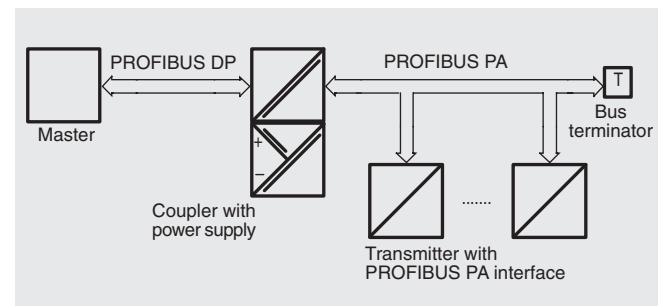 PROFIBUS DP
PROFIBUS PA
T
Master
Bus
terminator
+
–
Coupler with
power supply
.......
Transmitter with
PROFIBUS PA interface